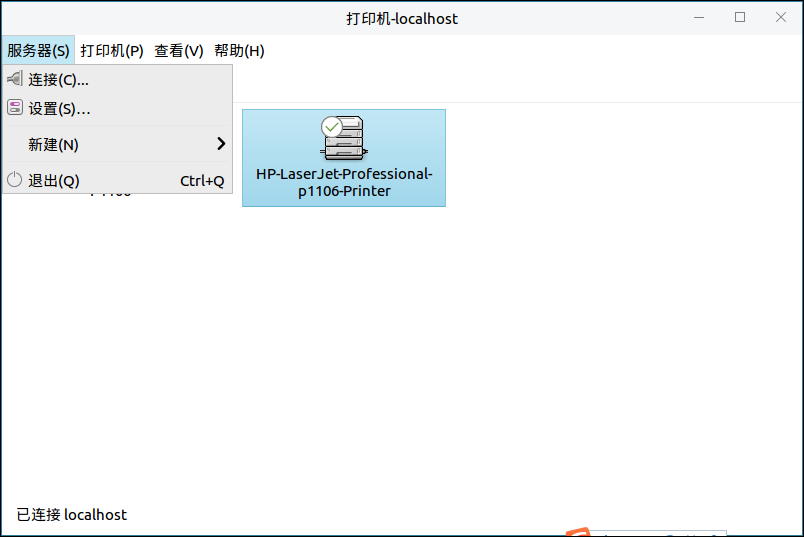 打印机-localhost
服务器(S) 打印机(P) 查看(V) 帮助(H)
连接(C)...
设置(S)...
新建(N)
退出(Q) Ctrl+Q
HP-LaserJet-Professional-
p1106-Printer
已连接 localhost